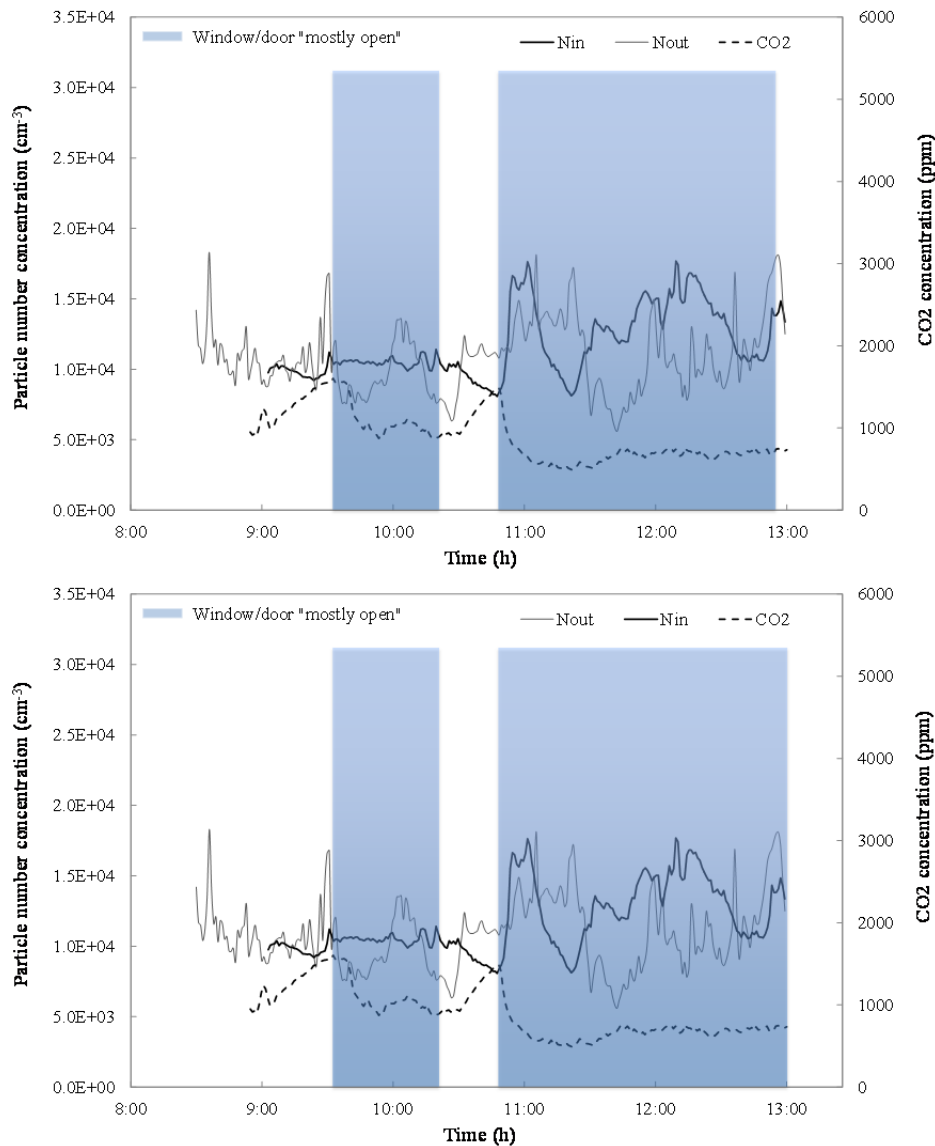 3.5E+04
3.0E+04
2.5E+04
2.0E+04
1.5E+04
1.0E+04
5.0E+03
0.0E+00
Particle number concentration (cm-3)
Window/door "mostly open"
Nin
Nout
CO2
6000
5000
4000
3000
2000
1000
0
CO2 concentration (ppm)
8:00 9:00 10:00 11:00 12:00 13:00
Time (h)
3.5E+04
3.0E+04
2.5E+04
2.0E+04
1.5E+04
1.0E+04
5.0E+03
0.0E+00
Particle number concentration (cm-3)
Window/door "mostly open"
Nout
Nin
CO2
6000
5000
4000
3000
2000
1000
0
CO2 concentration (ppm)
8:00 9:00 10:00 11:00 12:00 13:00
Time (h)